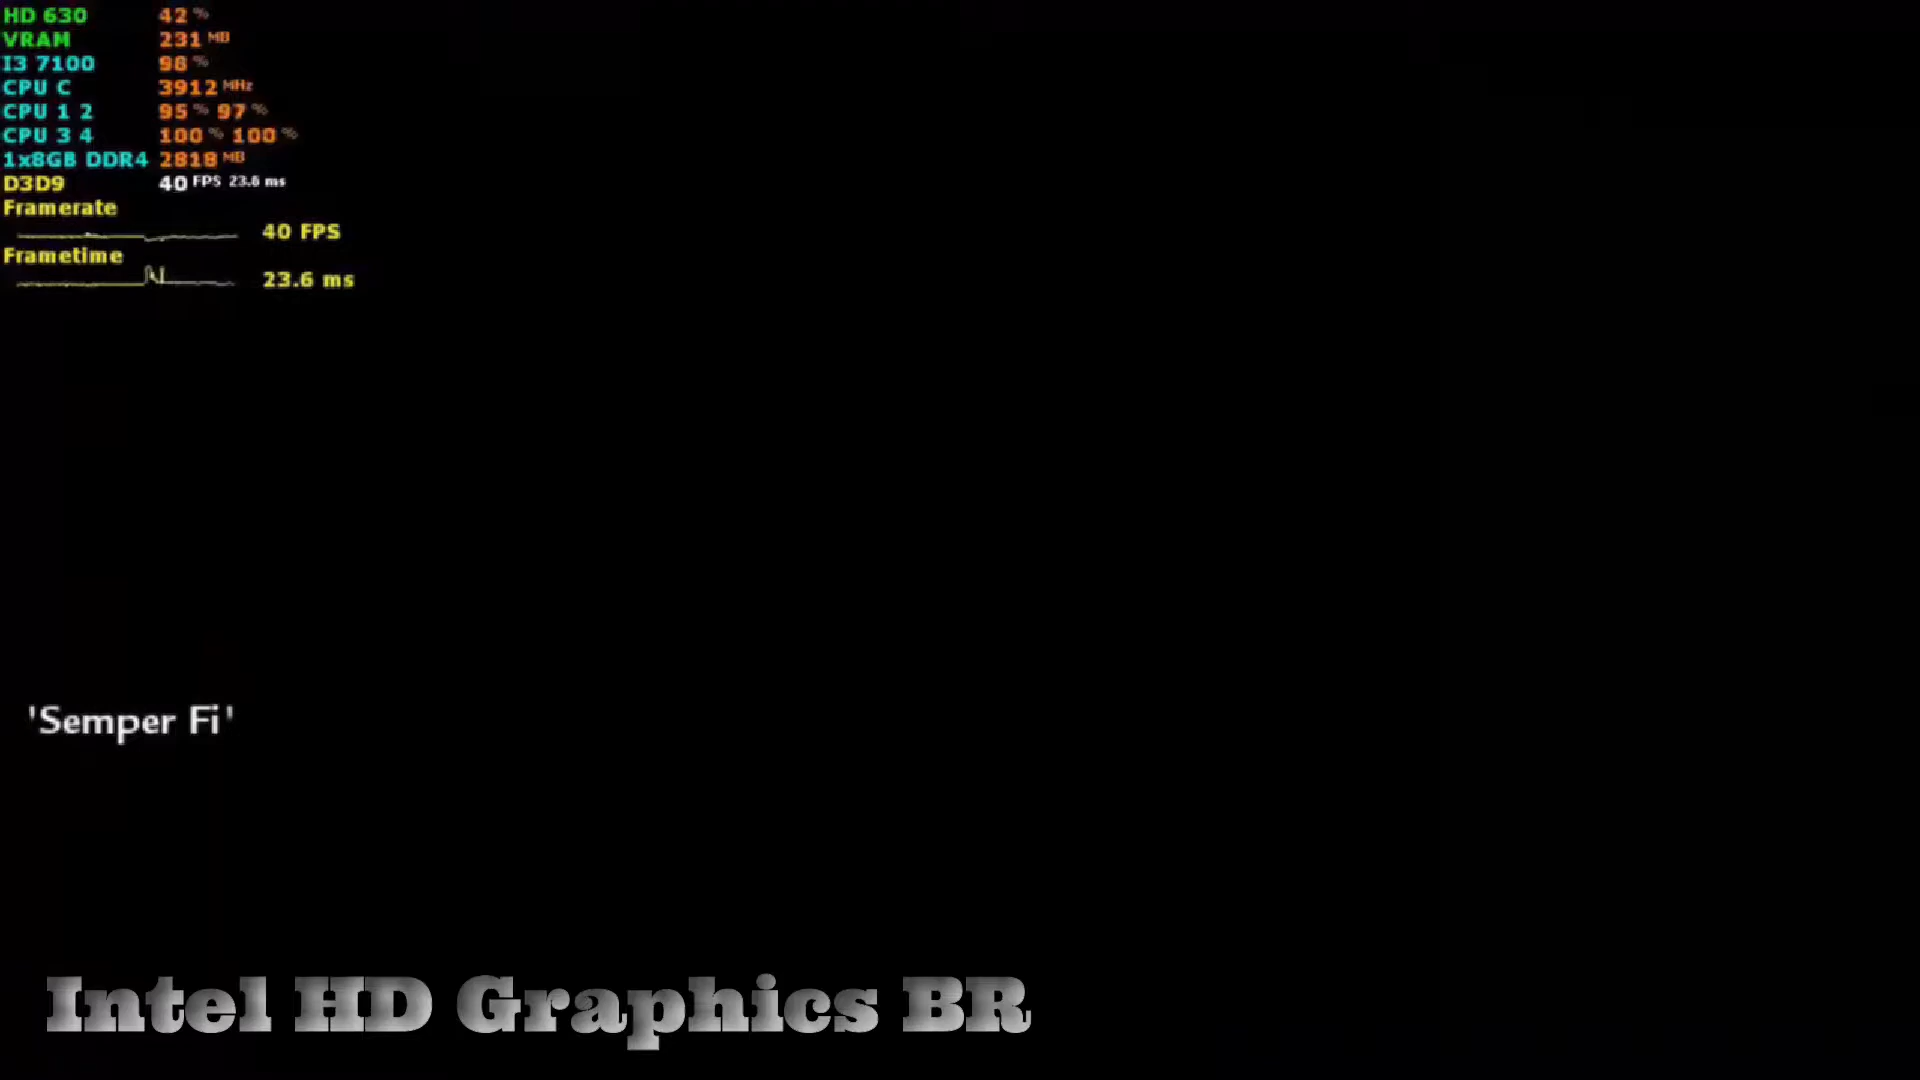 HD 630 42 %
VRAM 231 MB
I3 7100 98 %
CPU C 3912 MHz
CPU 1 2 95 % 97 %
CPU 3 4 100 % 100 %
1x8GB DDR4 2818 MB
D3D9 40 FPS 23.6 ms
Framerate
40 FPS
Frametime
23.6 ms
'Semper Fi'
Intel HD Graphics BR